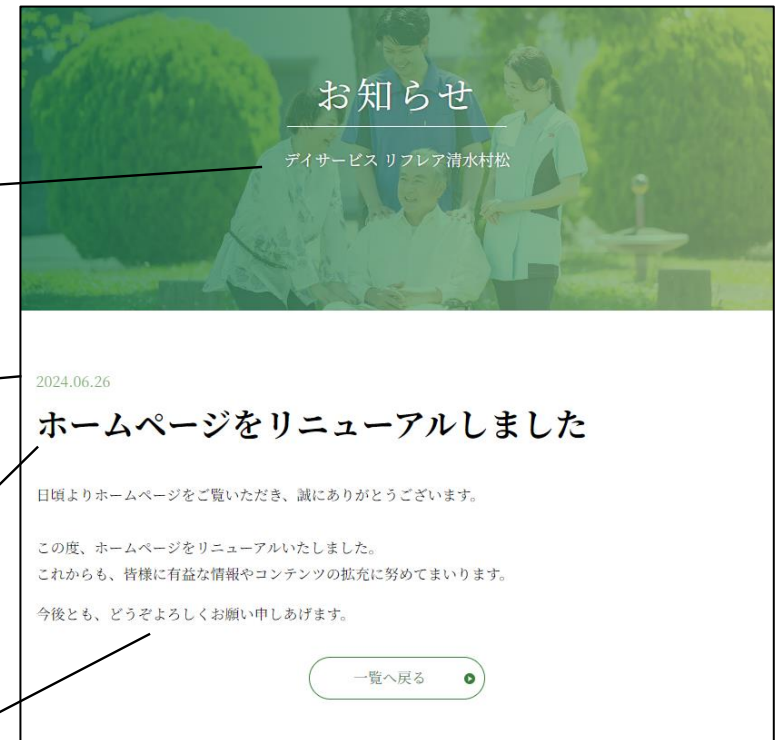 お知らせ
デイサービス リフレア清水村松
2024.06.26
ホームページをリニューアルしました
日頃よりホームページをご覧いただき、誠にありがとうございます。
この度、ホームページをリニューアルいたしました。
これからも、皆様に有益な情報やコンテンツの拡充に努めてまいります。
今後とも、どうぞよろしくお願い申しあげます。
一覧へ戻る